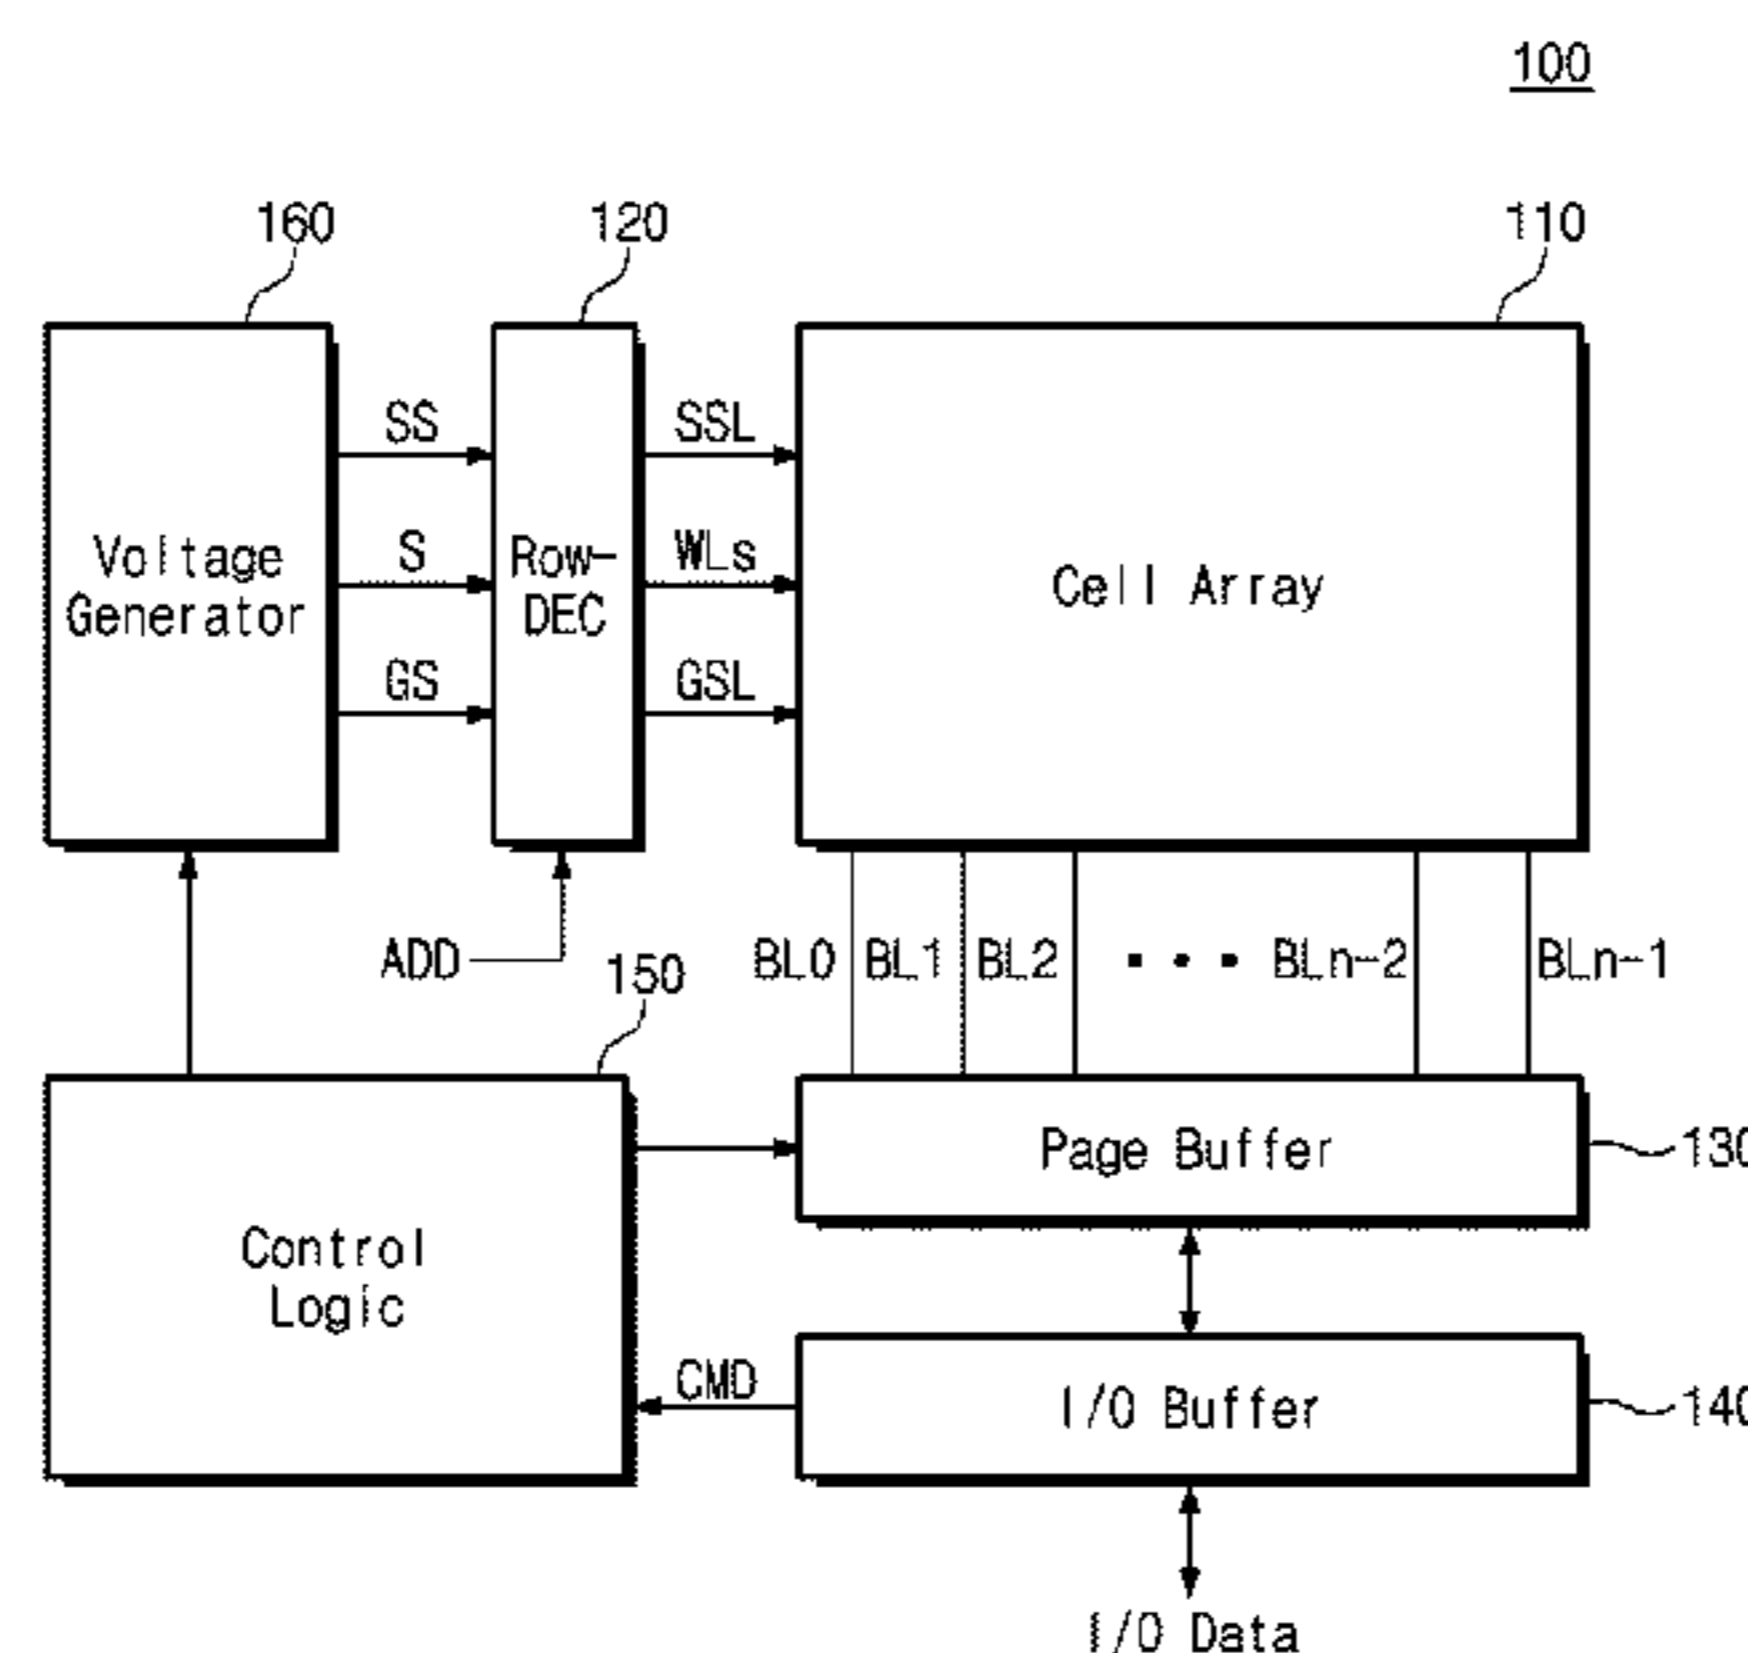 100
160
120
110
SS
SSL
Voltage
Generator
S
Row-
DEC
WLs
Cell Array
GS
GSL
ADD
BL0
BL1
BL2
• • •
BLn-2
BLn-1
150
Page Buffer
130
Control
Logic
CMD
I/O Buffer
140
I/O Data